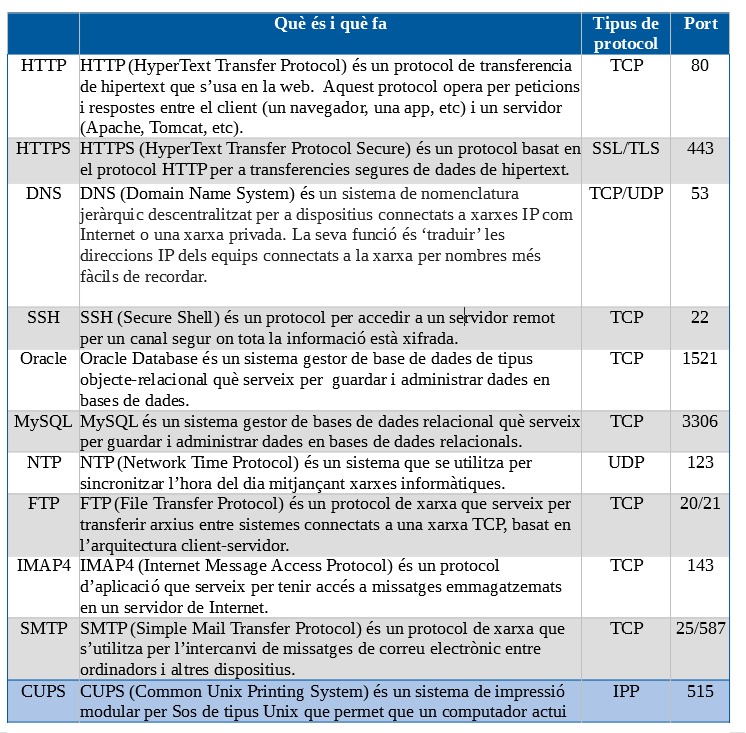 Què és i què fa Tipus de Port
protocol
HTTP HTTP (HyperText Transfer Protocol) és un protocol de transferencia TCP 80
de hipertext que s’usa en la web. Aquest protocol opera per peticions
i respostes entre el client (un navegador, una app, etc) i un servidor
(Apache, Tomcat, etc).
HTTPS HTTPS (HyperText Transfer Protocol Secure) és un protocol basat en SSL/TLS 443
el protocol HTTP per a transferencies segures de dades de hipertext.
DNS DNS (Domain Name System) és un sistema de nomenclatura TCP/UDP 53
jeràrquic descentralitzat per a dispositius connectats a xarxes IP com
Internet o una xarxa privada. La seva funció és ‘traduir’ les
direccions IP dels equips connectats a la xarxa per nombres més
fàcils de recordar.
SSH SSH (Secure Shell) és un protocol per accedir a un servidor remot TCP 22
per un canal segur on tota la informació està xifrada.
Oracle Oracle Database és un sistema gestor de base de dades de tipus TCP 1521
objecte-relacional què serveix per guardar i administrar dades en
bases de dades.
MySQL MySQL és un sistema gestor de bases de dades relacional què serveix TCP 3306
per guardar i administrar dades en bases de dades relacionals.
NTP NTP (Network Time Protocol) és un sistema que se utilitza per UDP 123
sincronitzar l’hora del dia mitjançant xarxes informàtiques.
FTP FTP (File Transfer Protocol) és un protocol de xarxa que serveix per TCP 20/21
transferir arxius entre sistemes connectats a una xarxa TCP, basat en
l’arquitectura client-servidor.
IMAP4 IMAP4 (Internet Message Access Protocol) és un protocol TCP 143
d’aplicació que serveix per tenir accés a missatges emmagatzemats
en un servidor de Internet.
SMTP SMTP (Simple Mail Transfer Protocol) és un protocol de xarxa que TCP 25/587
s’utilitza per l’intercanvi de missatges de correu electrònic entre
ordinadors i altres dispositius.
CUPS CUPS (Common Unix Printing System) és un sistema de impressió IPP 515
modular per Sos de tipus Unix que permet que un computador actui